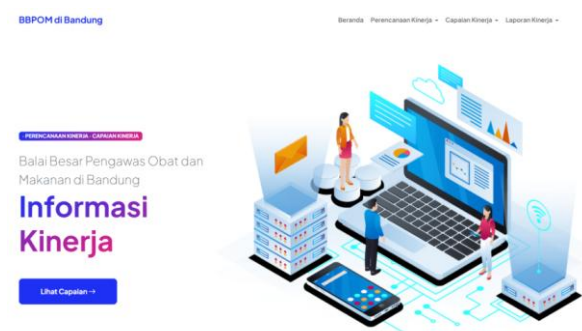 BBPOM di Bandung
Beranda Perencanaan Kinerja Capaian Kinerja Laporan Kinerja
- PERENCANAAN KINERJA - CAPAIAN KINERJA
Balai Besar Pengawas Obat dan
Makanan di Bandung
Informasi
Kinerja
Lihat Capaian →